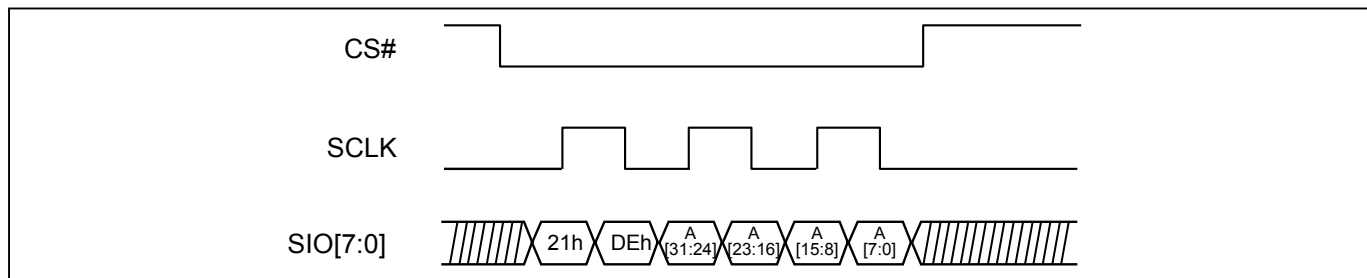 CS#
SCLK
SIO[7:0] 21h DEh A [31:24] A [23:16] A [15:8] A [7:0]